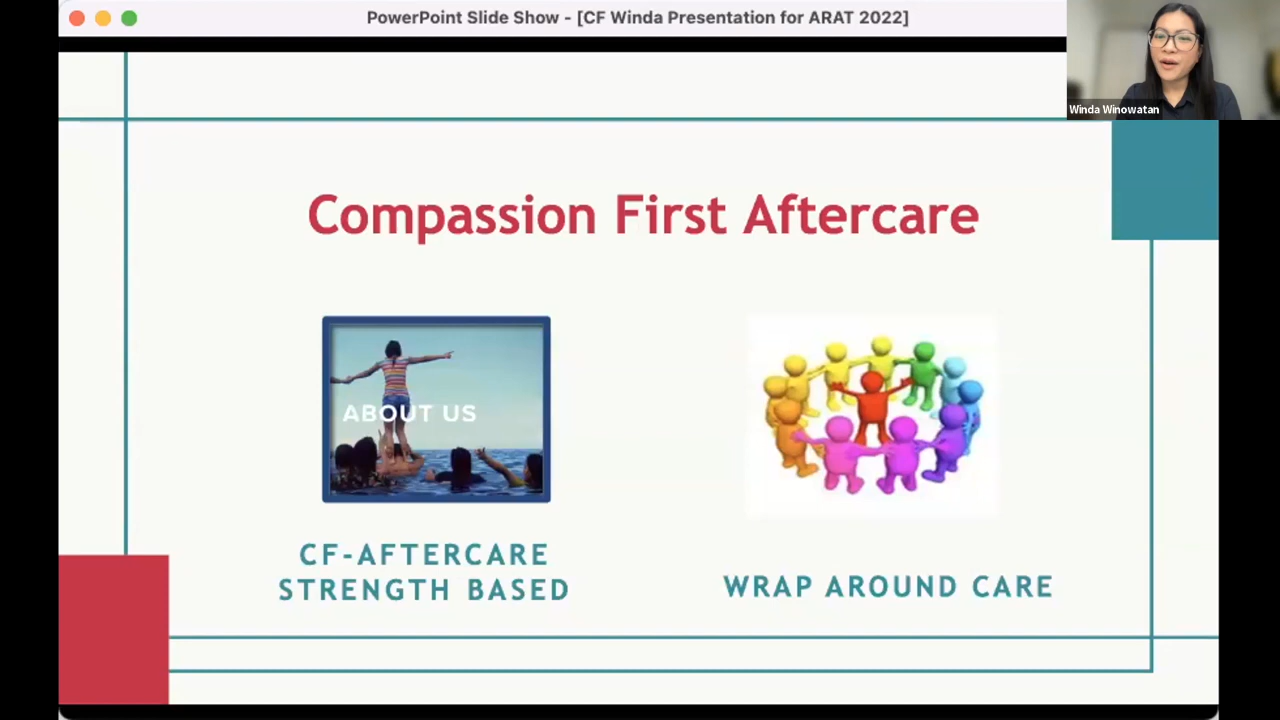 PowerPoint Slide Show - [CF Winda Presentation for ARAT 2022]
Winda Winowatan
Compassion First Aftercare
ABOUT US
CF-AFTERCARE
STRENGTH BASED
WRAP AROUND CARE